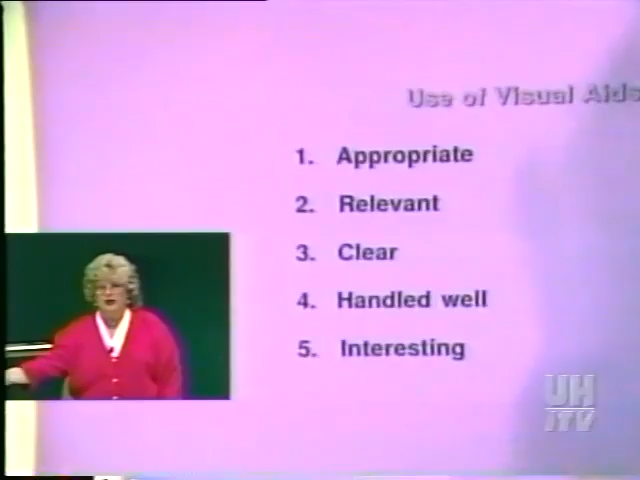 Use of Visual Aids
1. Appropriate
2. Relevant
3. Clear
4. Handled well
5. Interesting
UH
ITV